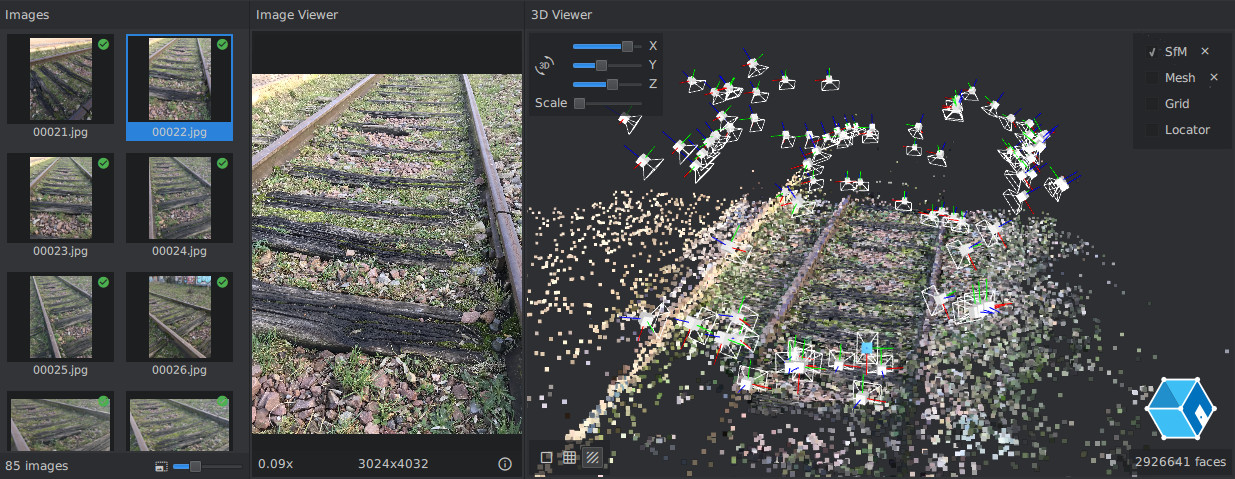 Images
Image Viewer
3D Viewer
00021.jpg
00022.jpg
00023.jpg
00024.jpg
00025.jpg
00026.jpg
85 images
0.09x
3024x4032
3D
X
Y
Z
Scale
SfM
Mesh
Grid
Locator
2926641 faces